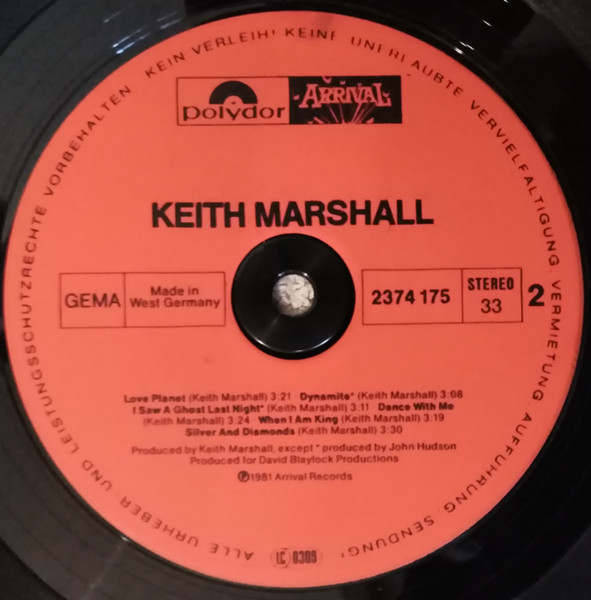 polydor
ARRIVAL
KEITH MARSHALL
GEMA
Made in
West Germany
2374 175
STEREO
33
2
Love Planet (Keith Marshall) 3:21 · Dynamite* (Keith Marshall) 3:08
I Saw A Ghost Last Night* (Keith Marshall) 3:11 · Dance With Me
(Keith Marshall) 3:24 · When I Am King (Keith Marshall) 3:19
Silver And Diamonds (Keith Marshall) 3:30
Produced by Keith Marshall, except * produced by John Hudson
Produced for David Blaylock Productions
℗1981 Arrival Records
ALLE URHEBER- UND LEISTUNGSSCHUTZRECHTE VORBEHALTEN · KEIN VERLEIH! KEINE UNERLAUBTE VERVIELFÄLTIGUNG, VERMIETUNG, AUFFÜHRUNG, SENDUNG!
LC 0309